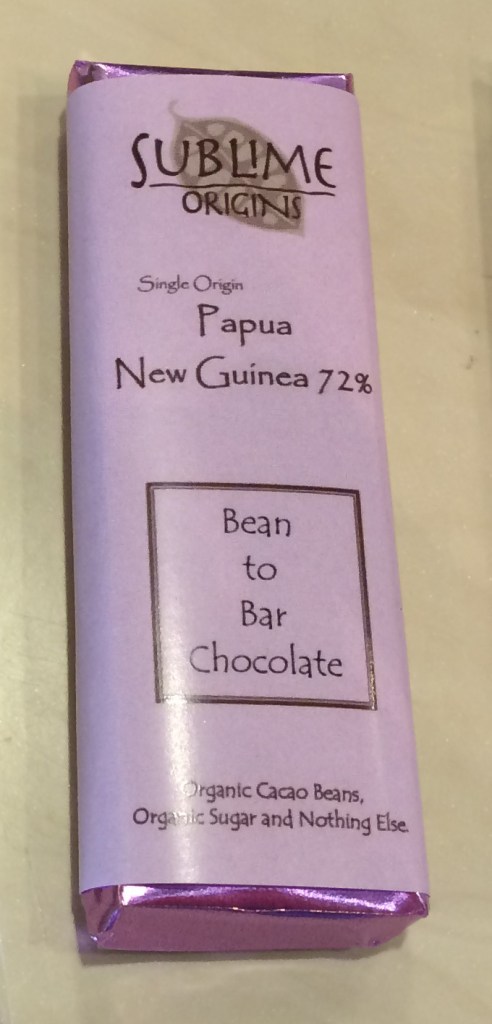 SUBLIME
ORIGINS
Single Origin
Papua
New Guinea 72%
Bean
to
Bar
Chocolate
Organic Cacao Beans,
Organic Sugar and Nothing Else.